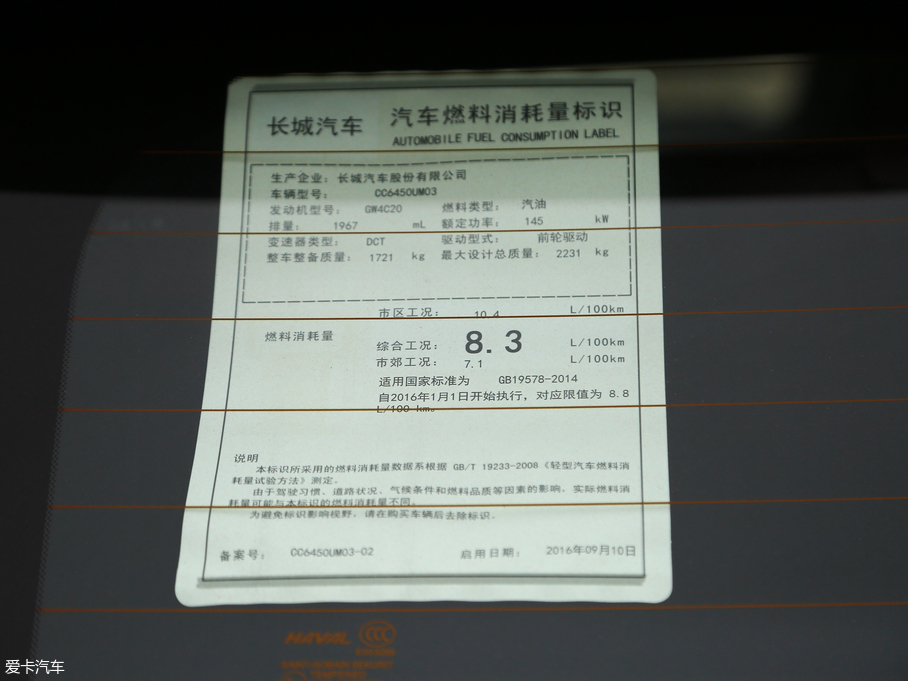 长城汽车 汽车燃料消耗量标识
AUTOMOBILE FUEL CONSUMPTION LABEL
生产企业：长城汽车股份有限公司
车辆型号： CC6450UM03
发动机型号： GW4C20 燃料类型： 汽油
排量： 1967 mL 额定功率： 145 kW
变速器类型： DCT 驱动型式： 前轮驱动
整车整备质量： 1721 kg 最大设计总质量： 2231 kg
市区工况： 10.4 L/100km
燃料消耗量 综合工况： 8.3 L/100km
市郊工况： 7.1 L/100km
适用国家标准为 GB19578-2014
自2016年1月1日开始执行，对应限值为 8.8
L/100 km。
说明
本标识所采用的燃料消耗量数据系根据 GB/T 19233-2008《轻型汽车燃料消
耗量试验方法》测定。
由于驾驶习惯、道路状况、气候条件和燃料品质等因素的影响，实际燃料消
耗量可能与本标识的燃料消耗量不同。
为避免标识影响视野，请在购买车辆后去除标识。
备案号： CC6450UM03-02 启用日期： 2016年09月10日
HAVAL CCC
爱卡汽车